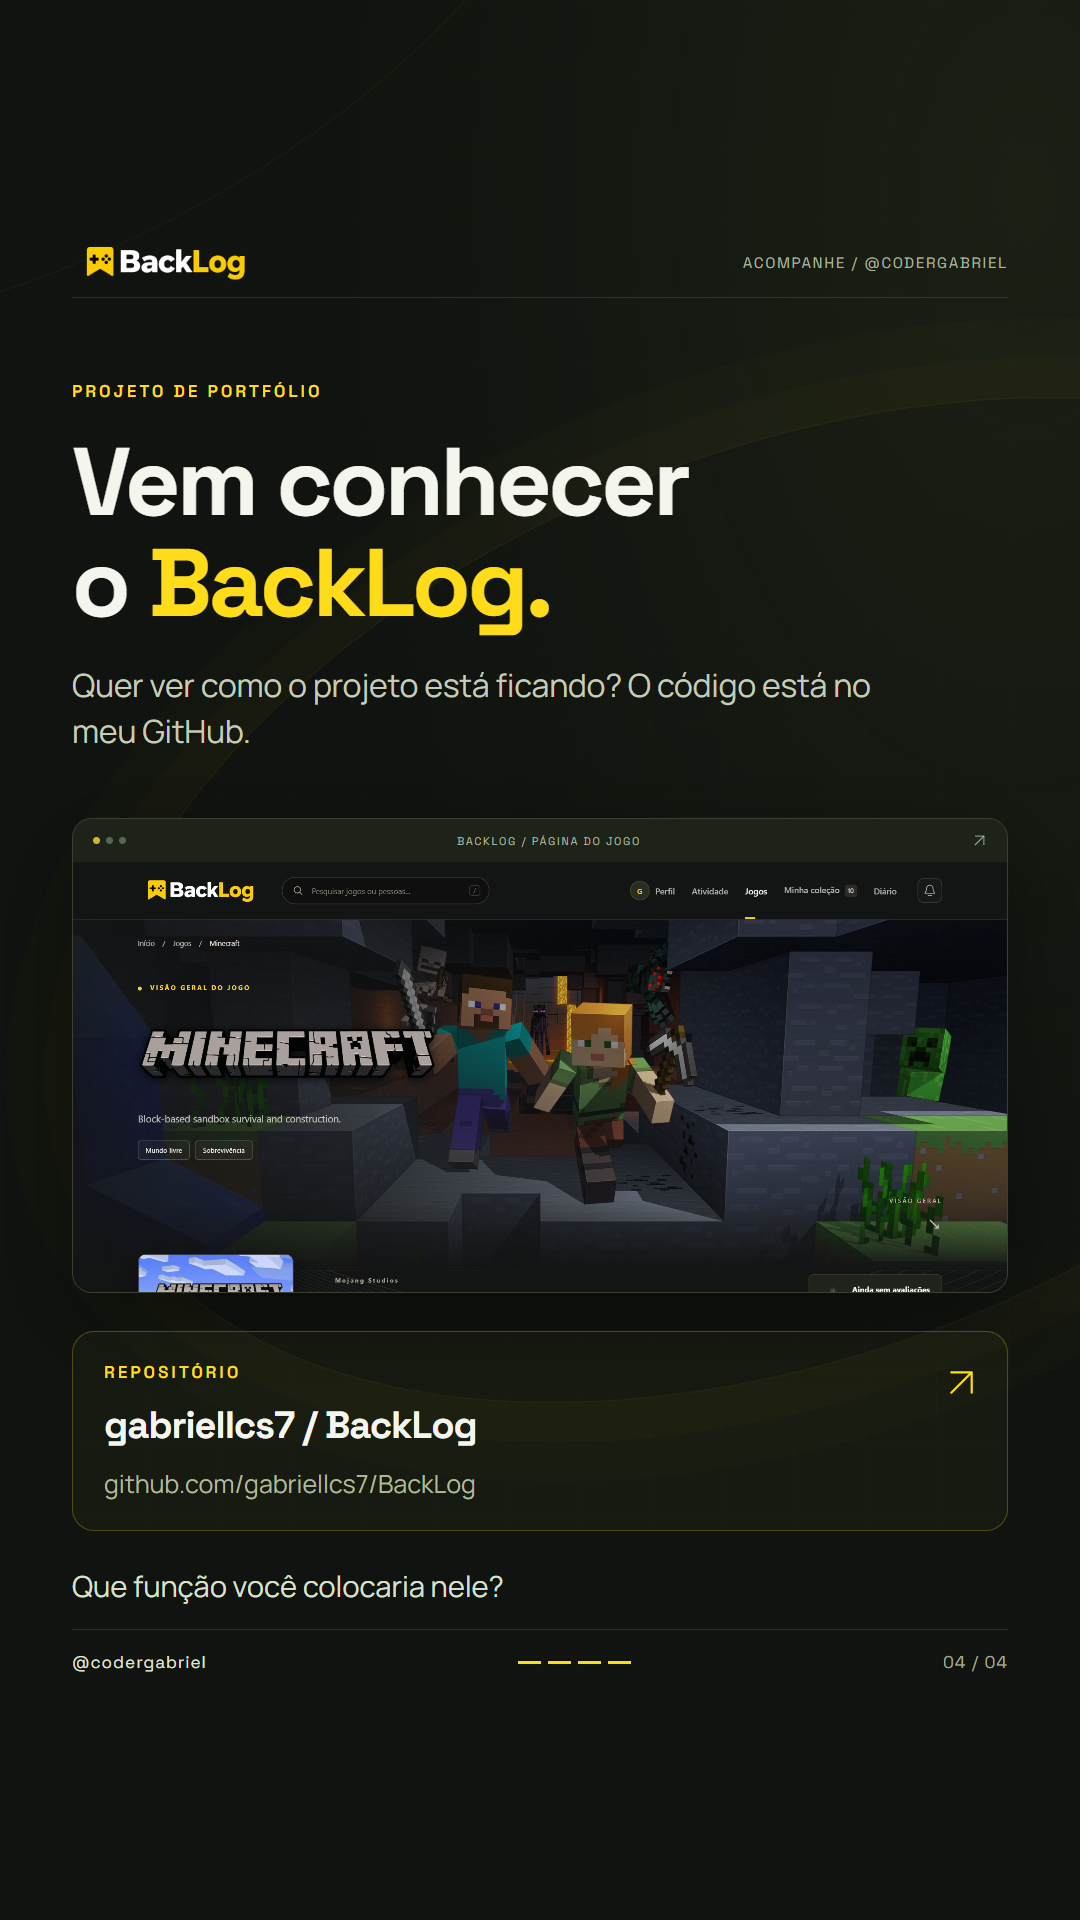 BackLog
ACOMPANHE / @CODERGABRIEL
PROJETO DE PORTFÓLIO
Vem conhecer
o BackLog.
Quer ver como o projeto está ficando? O código está no
meu GitHub.
BACKLOG / PÁGINA DO JOGO
BackLog
Pesquisar jogos ou pessoas...
/
G
Perfil
Atividade
Jogos
Minha coleção
10
Diário
Início / Jogos / Minecraft
VISÃO GERAL DO JOGO
MINECRAFT
Block-based sandbox survival and construction.
Mundo livre
Sobrevivência
VISÃO GERAL
MINECRAFT
Mojang Studios
Ainda sem avaliações
REPOSITÓRIO
gabriellcs7 / BackLog
github.com/gabriellcs7/BackLog
Que função você colocaria nele?
@codergabriel
04 / 04